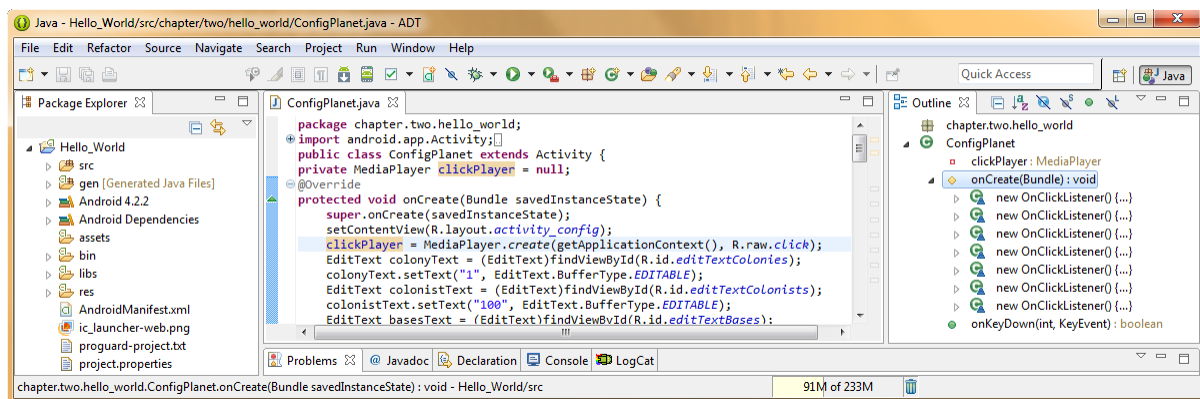 Java - Hello_World/src/chapter/two/hello_world/ConfigPlanet.java - ADT
File Edit Refactor Source Navigate Search Project Run Window Help
Quick Access
Java
Package Explorer
Hello_World
src
gen [Generated Java Files]
Android 4.2.2
Android Dependencies
assets
bin
libs
res
AndroidManifest.xml
ic_launcher-web.png
proguard-project.txt
project.properties
ConfigPlanet.java
package chapter.two.hello_world;
import android.app.Activity;
public class ConfigPlanet extends Activity {
private MediaPlayer clickPlayer = null;
@Override
protected void onCreate(Bundle savedInstanceState) {
super.onCreate(savedInstanceState);
setContentView(R.layout.activity_config);
clickPlayer = MediaPlayer.create(getApplicationContext(), R.raw.click);
EditText colonyText = (EditText)findViewById(R.id.editTextColonies);
colonyText.setText("1", EditText.BufferType.EDITABLE);
EditText colonistText = (EditText)findViewById(R.id.editTextColonists);
colonistText.setText("100", EditText.BufferType.EDITABLE);
EditText basesText = (EditText)findViewById(R.id.editTextBases);
Outline
chapter.two.hello_world
ConfigPlanet
clickPlayer : MediaPlayer
onCreate(Bundle) : void
new OnClickListener() {...}
new OnClickListener() {...}
new OnClickListener() {...}
new OnClickListener() {...}
new OnClickListener() {...}
new OnClickListener() {...}
new OnClickListener() {...}
onKeyDown(int, KeyEvent) : boolean
Problems @ Javadoc Declaration Console LogCat
chapter.two.hello_world.ConfigPlanet.onCreate(Bundle savedInstanceState) : void - Hello_World/src
91M of 233M